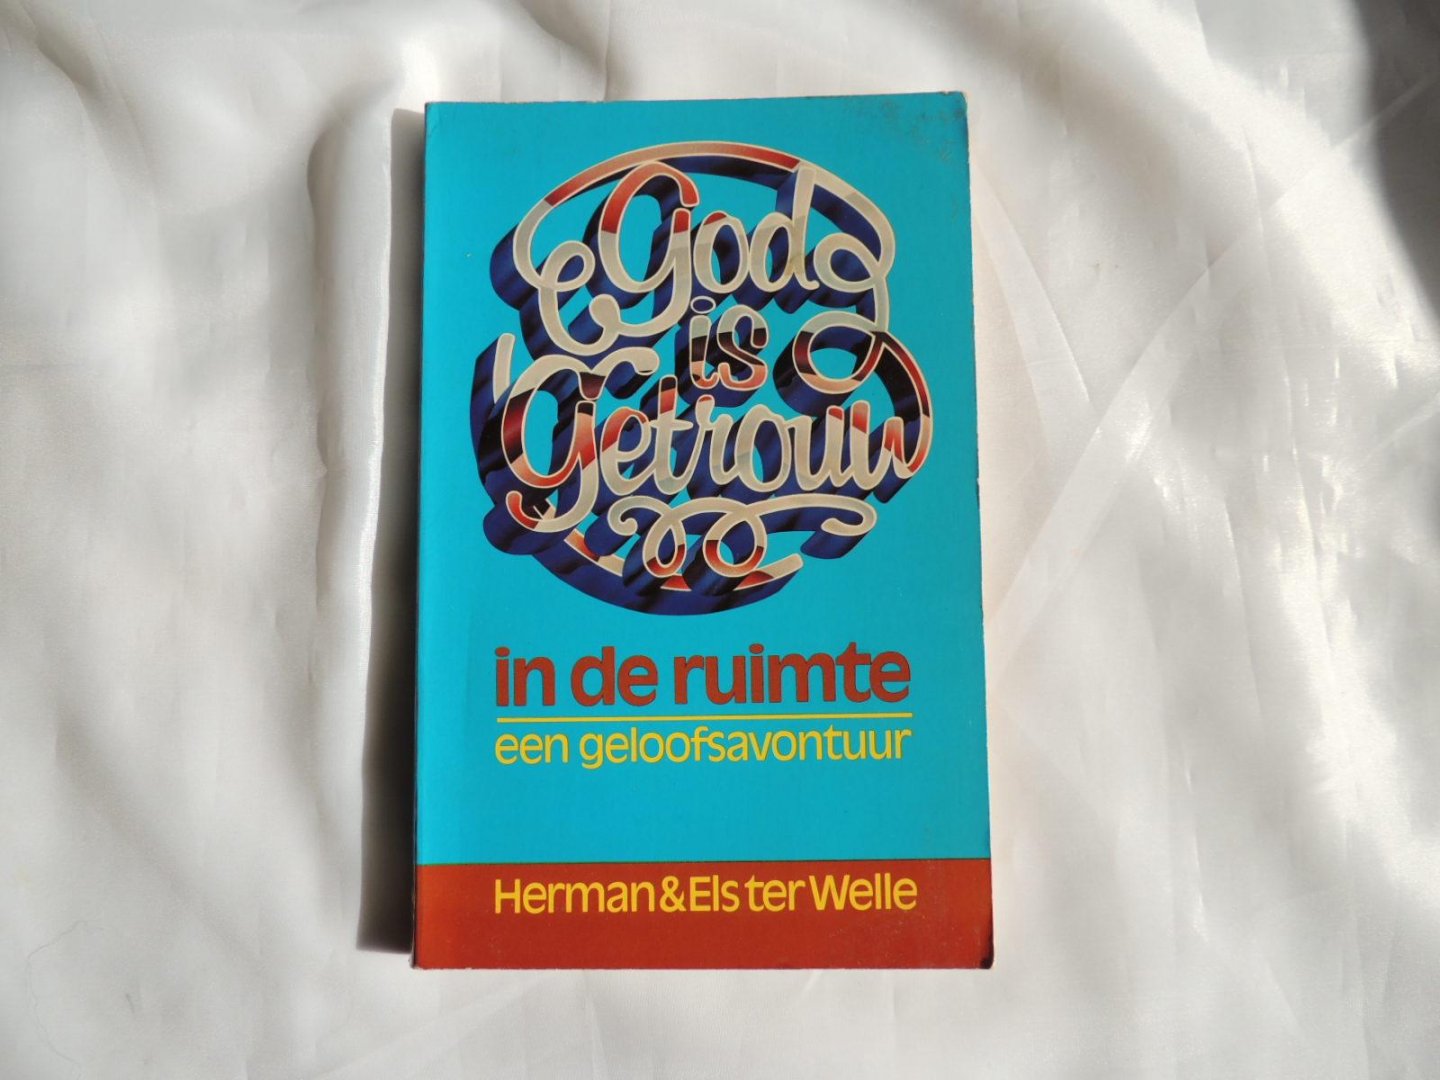 God
is
Getrouw
in de ruimte
een geloofsavontuur
Herman & Els ter Welle